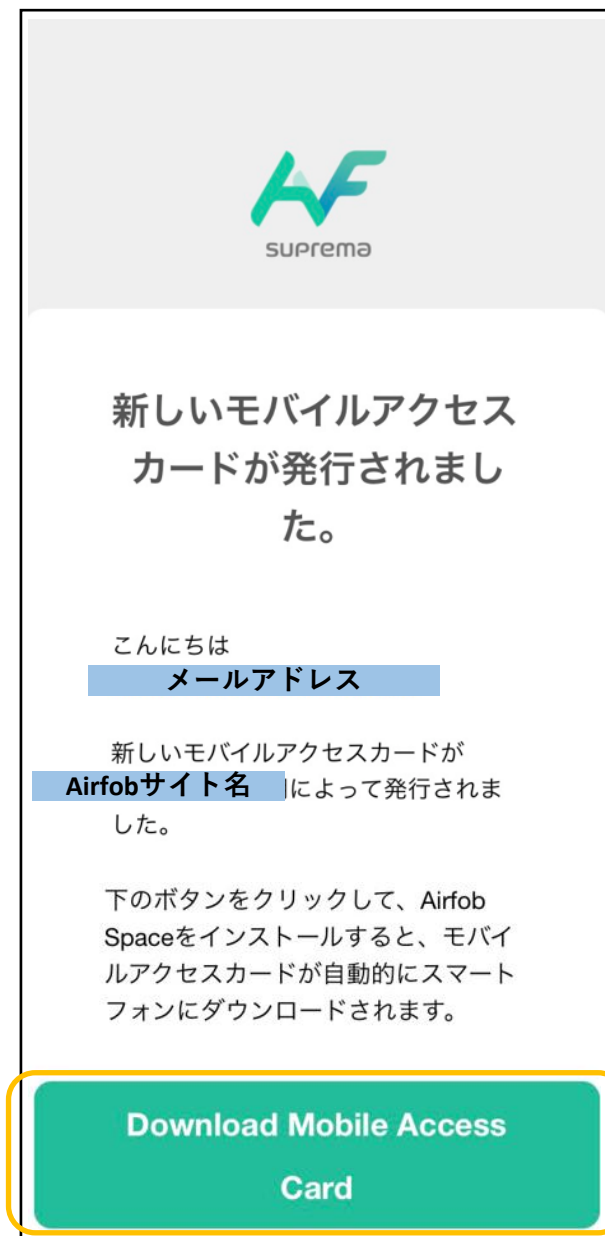 AF
suprema
新しいモバイルアクセス
カードが発行されまし
た。
こんにちは
メールアドレス
新しいモバイルアクセスカードが
Airfobサイト名 によって発行されま
した。
下のボタンをクリックして、Airfob
Spaceをインストールすると、モバイ
ルアクセスカードが自動的にスマート
フォンにダウンロードされます。
Download Mobile Access
Card